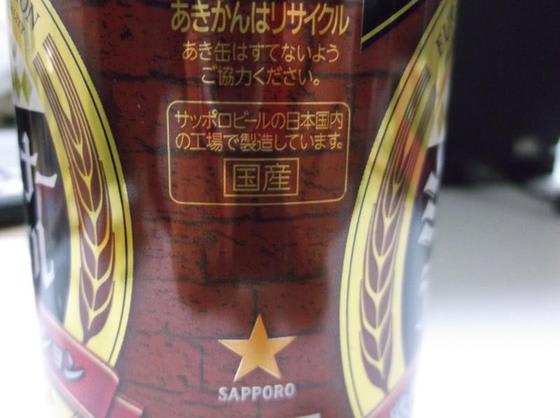 あきかんはリサイクル
あき缶はすてないよう
ご協力ください。
サッポロビールの日本国内
の工場で製造しています。
国産
SAPPORO